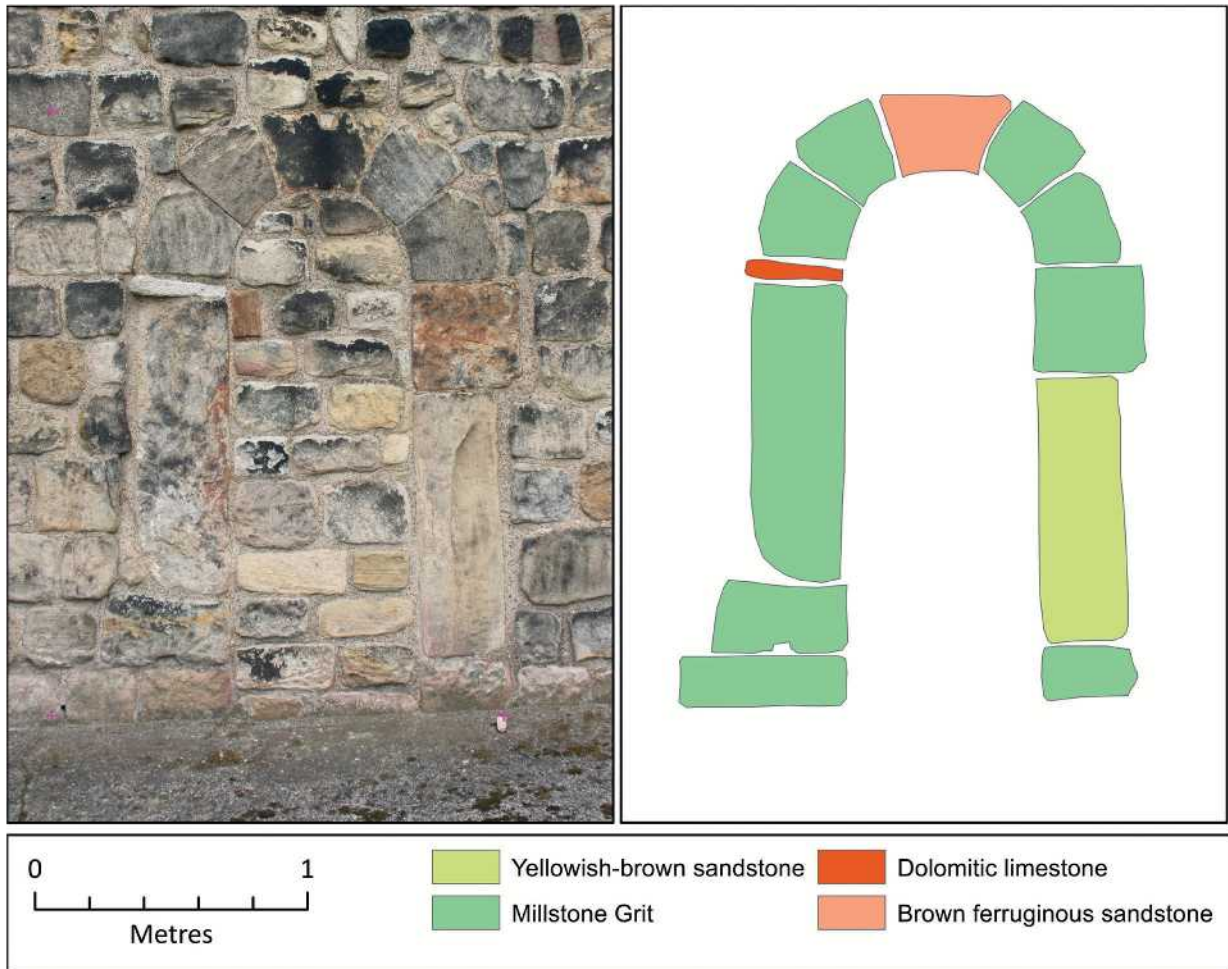 0 1
Metres
Yellowish-brown sandstone
Millstone Grit
Dolomitic limestone
Brown ferruginous sandstone